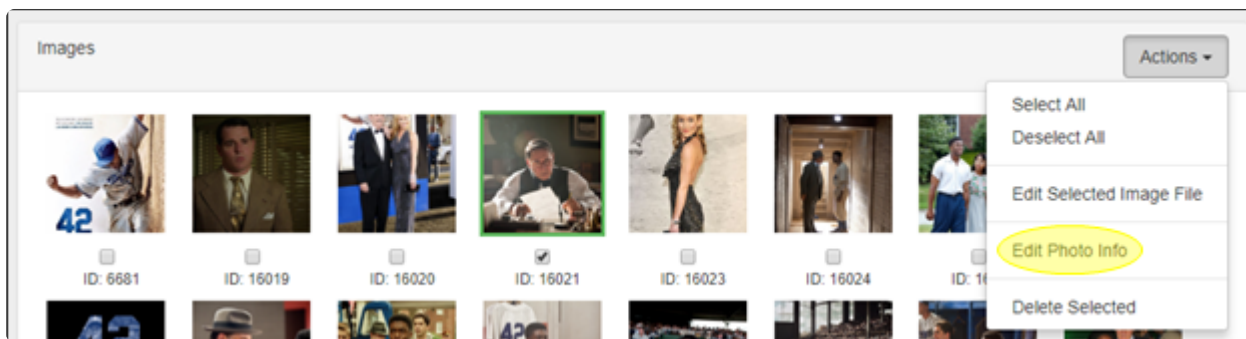 Images
Actions
Select All
Deselect All
Edit Selected Image File
Edit Photo Info
Delete Selected
42
ID: 6681
ID: 16019
ID: 16020
ID: 16021
ID: 16023
ID: 16024
42